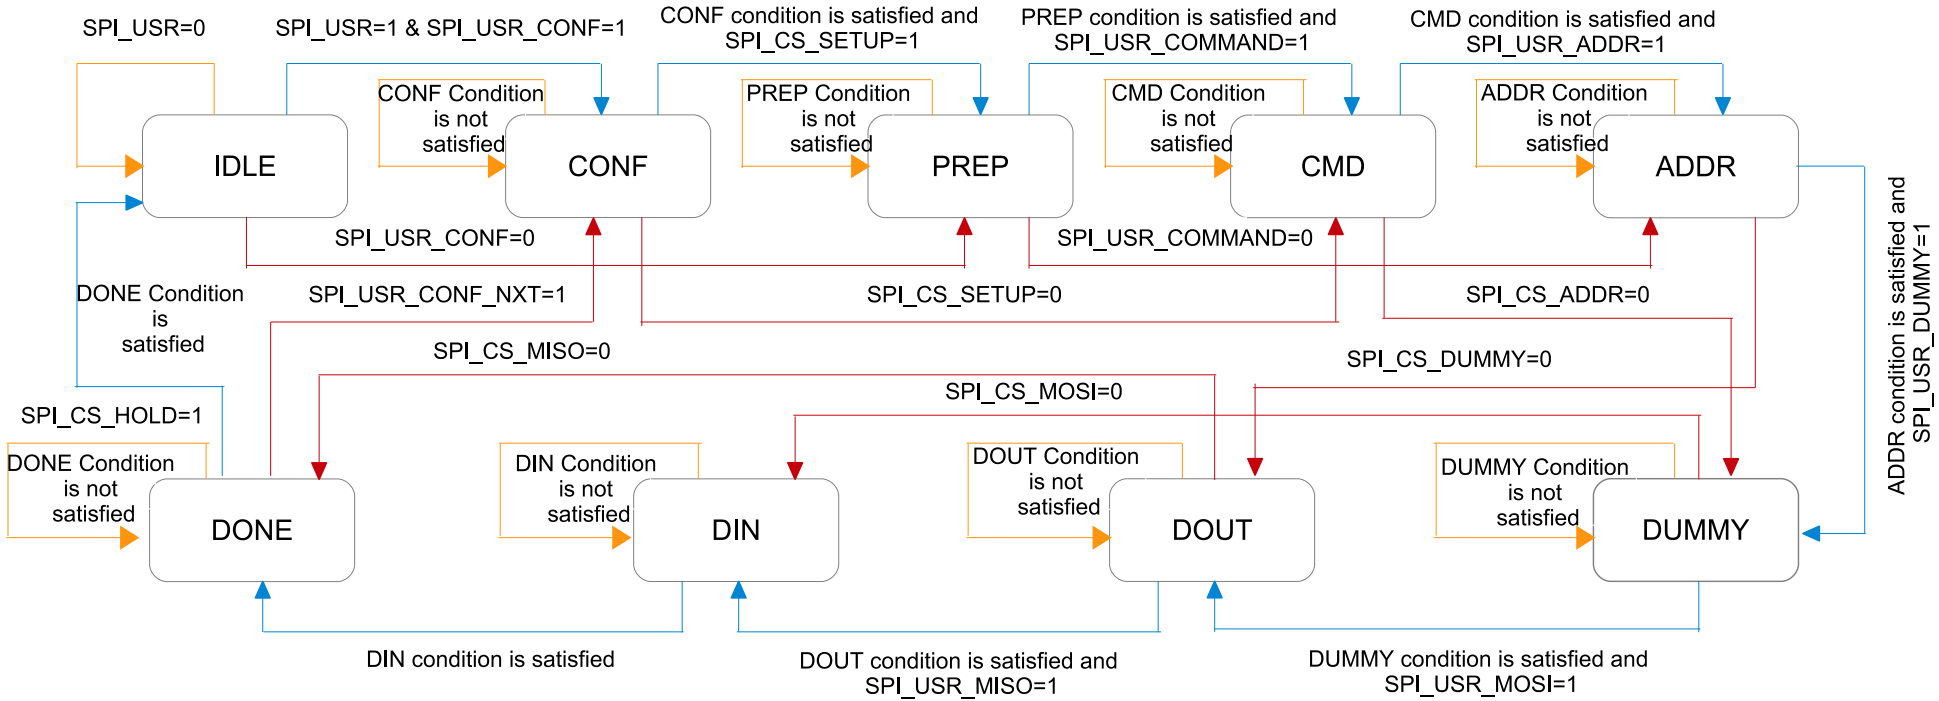 SPI_USR=0
SPI_USR=1 & SPI_USR_CONF=1
CONF condition is satisfied and
SPI_CS_SETUP=1
PREP condition is satisfied and
SPI_USR_COMMAND=1
CMD condition is satisfied and
SPI_USR_ADDR=1
CONF Condition
is not
satisfied
PREP Condition
is not
satisfied
CMD Condition
is not
satisfied
ADDR Condition
is not
satisfied
IDLE
CONF
PREP
CMD
ADDR
ADDR condition is satisfied and
SPI_USR_DUMMY=1
SPI_USR_CONF=0
SPI_USR_COMMAND=0
DONE Condition
is
satisfied
SPI_USR_CONF_NXT=1
SPI_CS_SETUP=0
SPI_CS_ADDR=0
SPI_CS_MISO=0
SPI_CS_DUMMY=0
SPI_CS_MOSI=0
SPI_CS_HOLD=1
DONE Condition
is not
satisfied
DIN Condition
is not
satisfied
DOUT Condition
is not
satisfied
DUMMY Condition
is not
satisfied
DONE
DIN
DOUT
DUMMY
DIN condition is satisfied
DOUT condition is satisfied and
SPI_USR_MISO=1
DUMMY condition is satisfied and
SPI_USR_MOSI=1